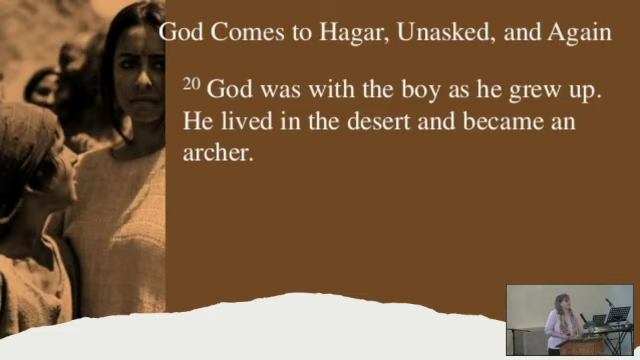 God Comes to Hagar, Unasked, and Again
20 God was with the boy as he grew up.
He lived in the desert and became an
archer.